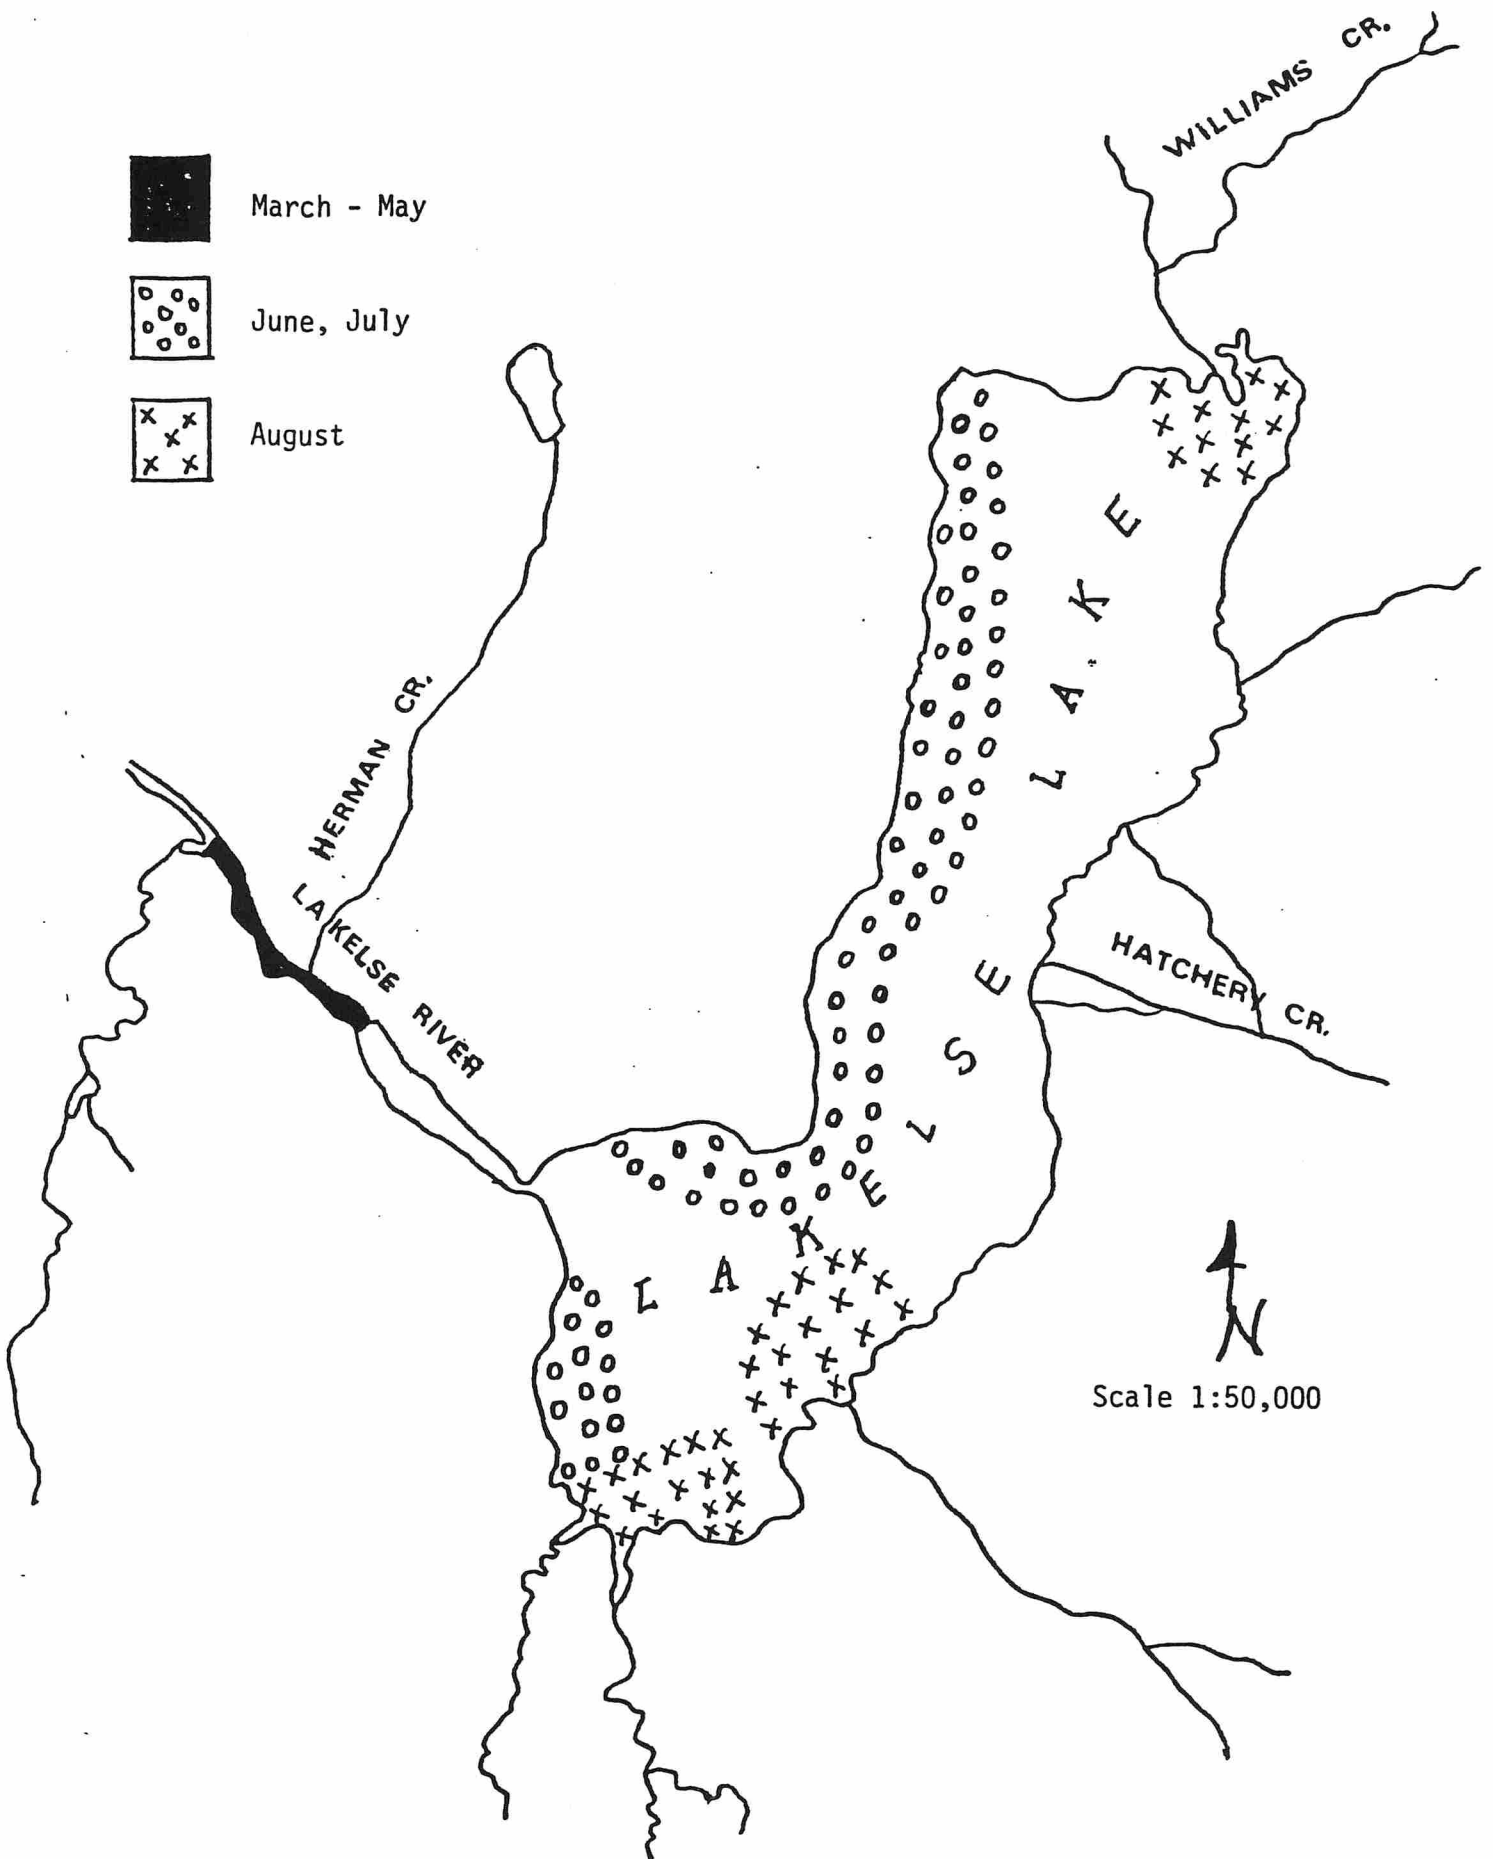 WILLIAMS CR.
March - May
June, July
August
HERMAN CR.
LAKELSE RIVER
LAKELSE LAKE
HATCHERY CR.
N
Scale 1:50,000